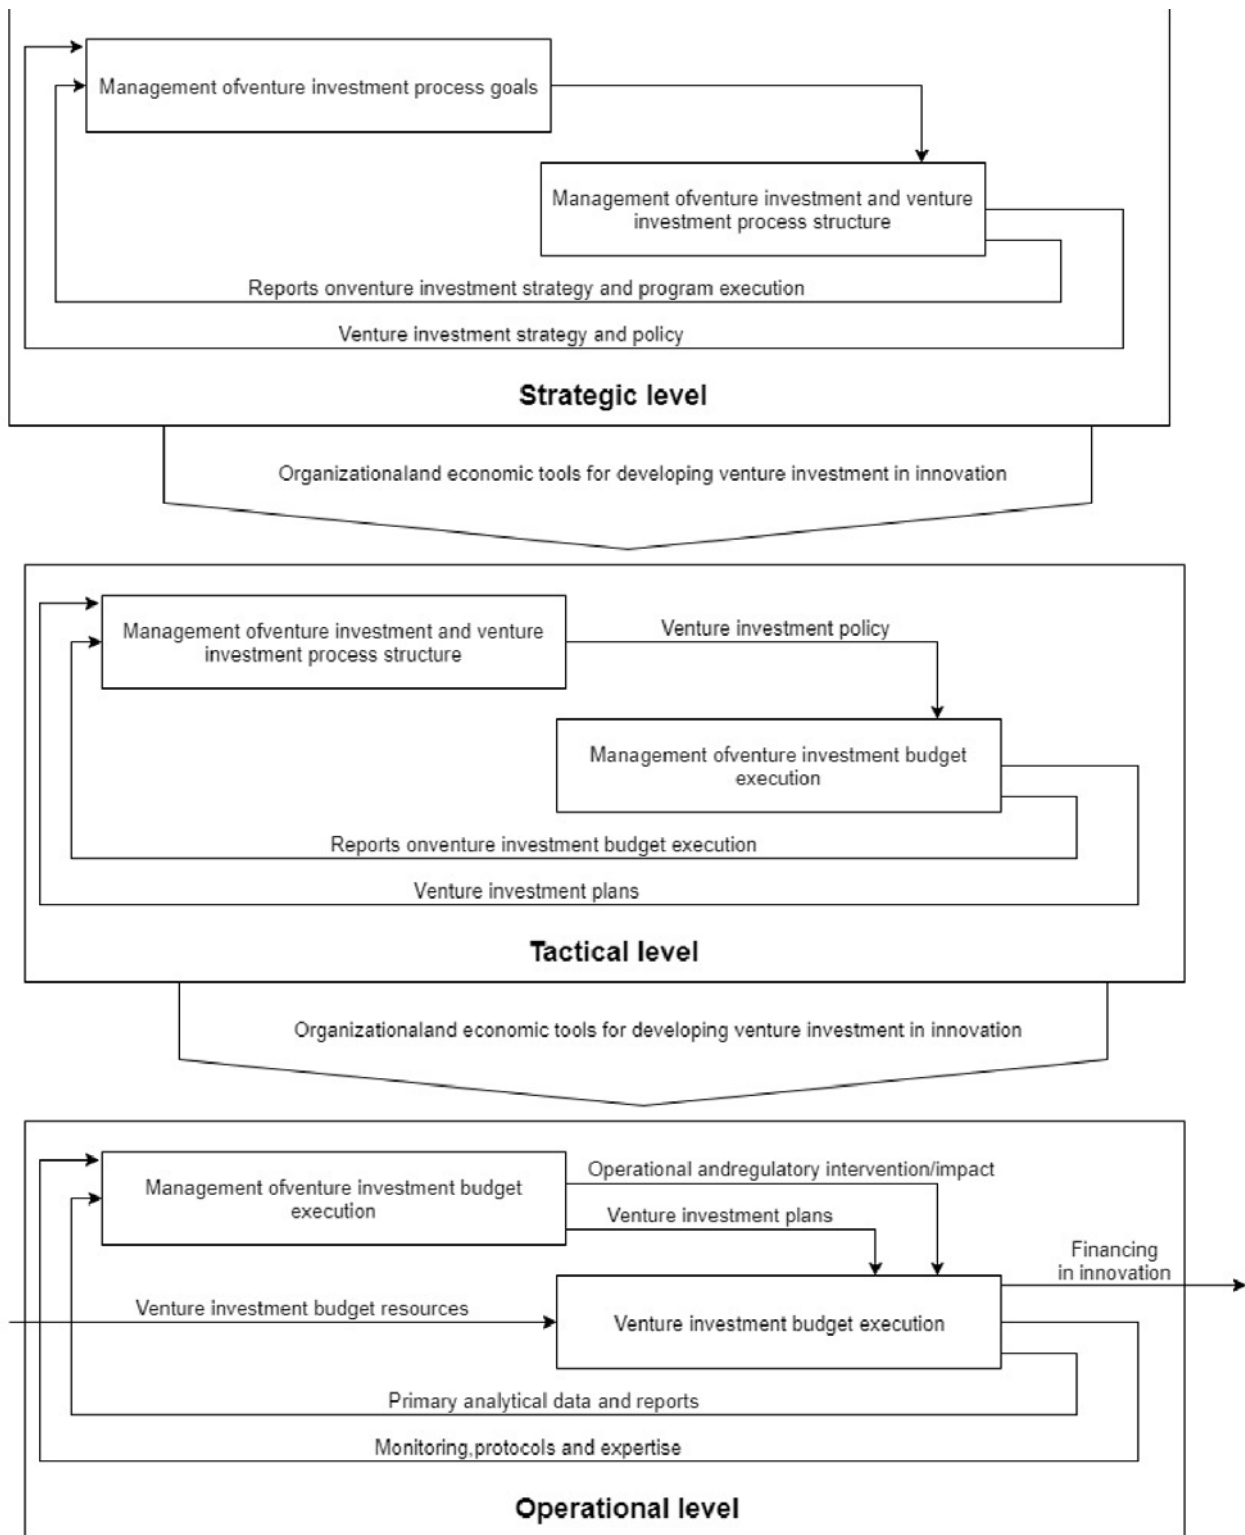 Management ofventure investment process goals
Management ofventure investment and venture
investment process structure
Reports onventure investment strategy and program execution
Venture investment strategy and policy
Strategic level
Organizationaland economic tools for developing venture investment in innovation
Management ofventure investment and venture
investment process structure
Venture investment policy
Management ofventure investment budget
execution
Reports onventure investment budget execution
Venture investment plans
Tactical level
Organizationaland economic tools for developing venture investment in innovation
Management ofventure investment budget
execution
Operational andregulatory intervention/impact
Venture investment plans
Financing
in innovation
Venture investment budget resources
Venture investment budget execution
Primary analytical data and reports
Monitoring,protocols and expertise
Operational level